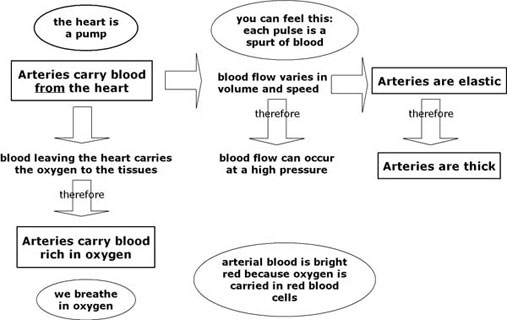 the heart is
a pump
you can feel this:
each pulse is a
spurt of blood
Arteries carry blood
from the heart
blood flow varies in
volume and speed
Arteries are elastic
therefore
therefore
blood leaving the heart carries
the oxygen to the tissues
blood flow can occur
at a high pressure
Arteries are thick
therefore
Arteries carry blood
rich in oxygen
arterial blood is bright
red because oxygen is
carried in red blood
cells
we breathe
in oxygen